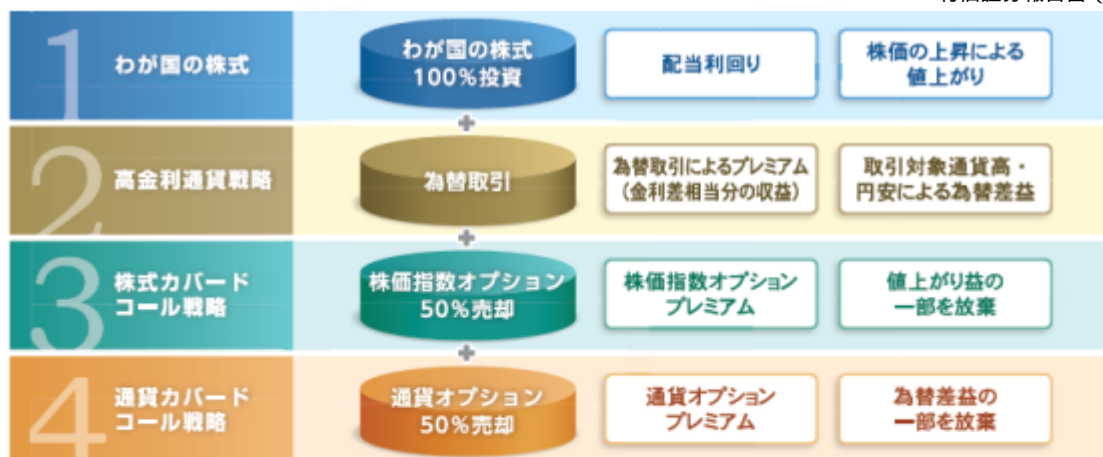 1
わが国の株式
わが国の株式
100%投資
配当利回り
株価の上昇による
値上がり
+
2
高金利通貨戦略
為替取引
為替取引によるプレミアム
(金利差相当分の収益)
取引対象通貨高・
円安による為替差益
+
3
株式カバード
コール戦略
株価指数オプション
50%売却
株価指数オプション
プレミアム
値上がり益の
一部を放棄
+
4
通貨カバード
コール戦略
通貨オプション
50%売却
通貨オプション
プレミアム
為替差益の
一部を放棄